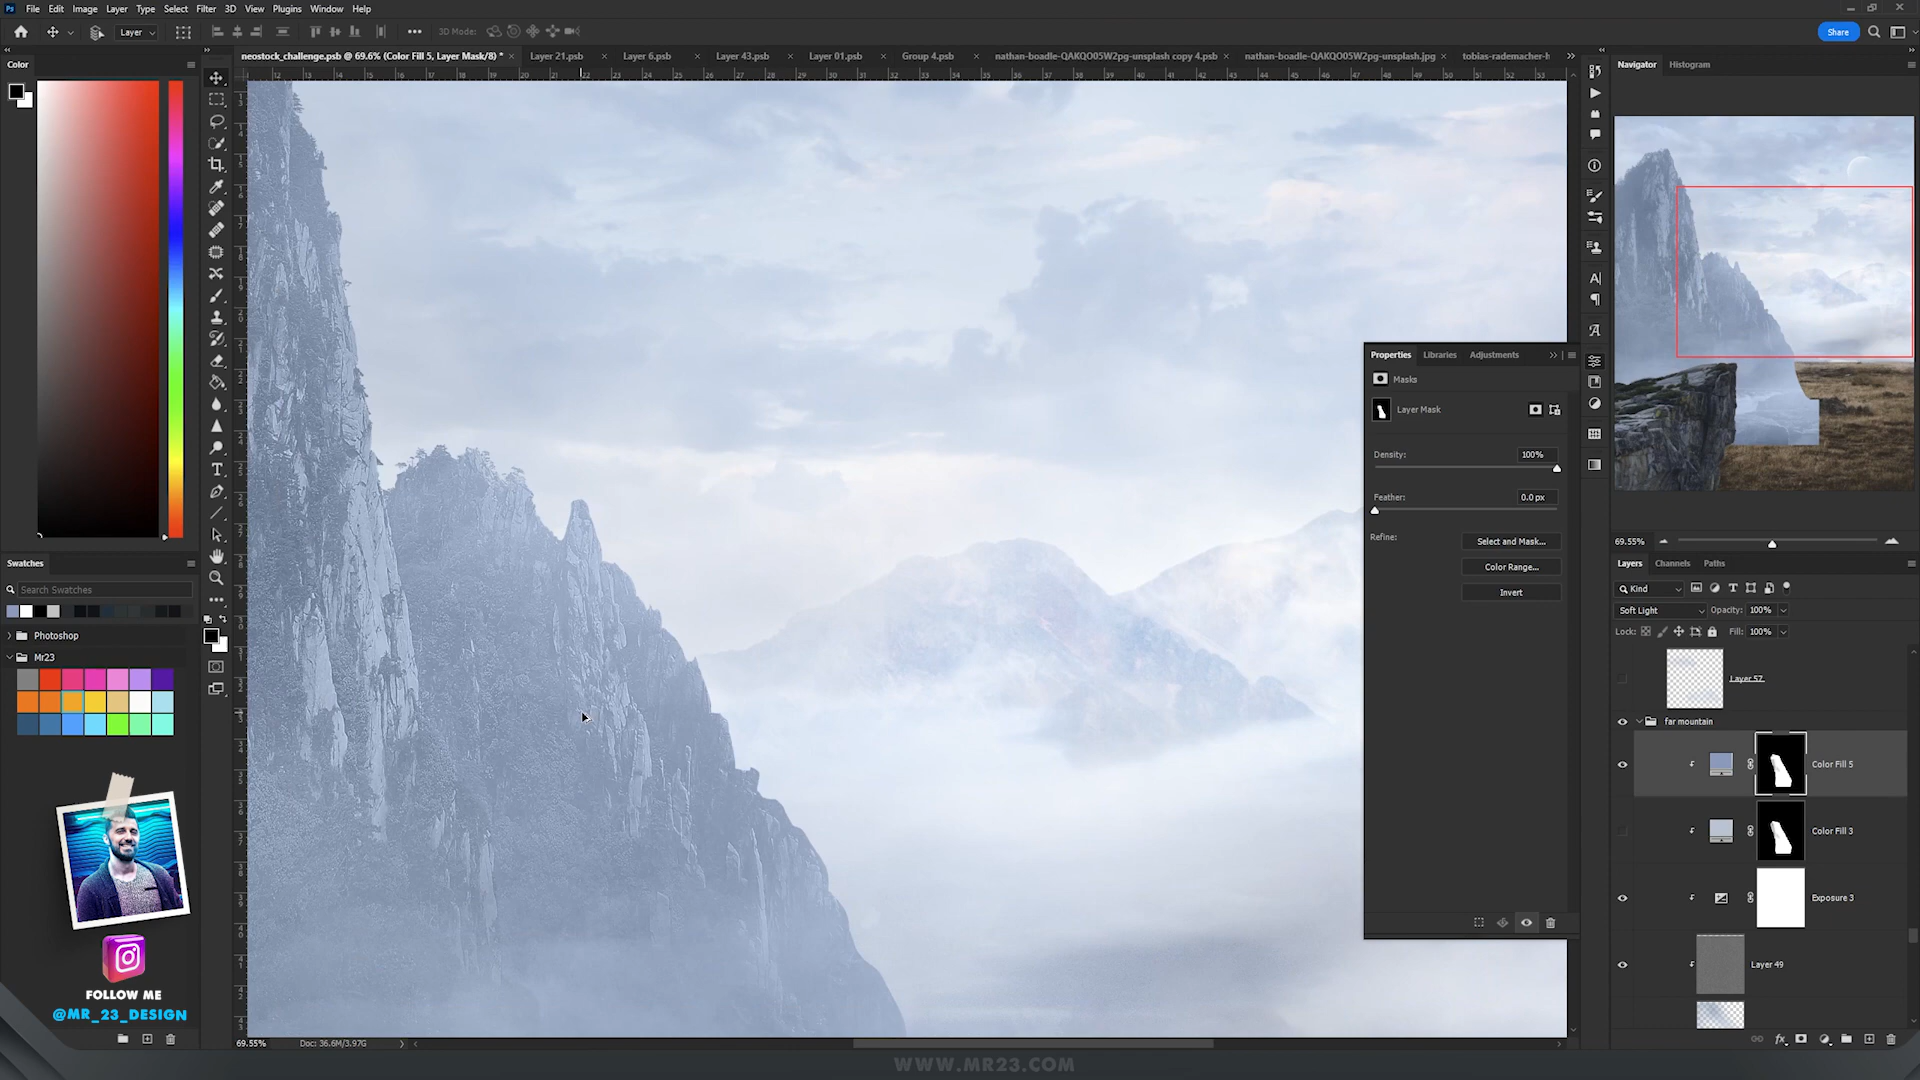 File Edit Image Layer Type Select Filter 3D View Plugins Window Help
Layer
3D Mode:
Share
Color
neostock_challenge.psb @ 69.6% (Color Fill 5, Layer Mask/8) *
Layer 21.psb
Layer 6.psb
Layer 43.psb
Layer 01.psb
Group 4.psb
nathan-boadle-QAKQO05W2pg-unsplash copy 4.psb
nathan-boadle-QAKQO05W2pg-unsplash.jpg
Navigator
Histogram
Properties
Libraries
Adjustments
Masks
Layer Mask
Density:
100%
Feather:
0.0 px
Refine:
Select and Mask...
Color Range...
Invert
69.55%
Swatches
Search Swatches
Photoshop
Mr23
FOLLOW ME
@MR_23_DESIGN
Layers
Channels
Paths
Kind
Soft Light
Opacity:
100%
Lock:
Fill:
100%
Layer 57
far mountain
Color Fill 5
Color Fill 3
Exposure 3
Layer 49
69.55%
Doc: 36.6M/3.97G
WWW.MR23.COM